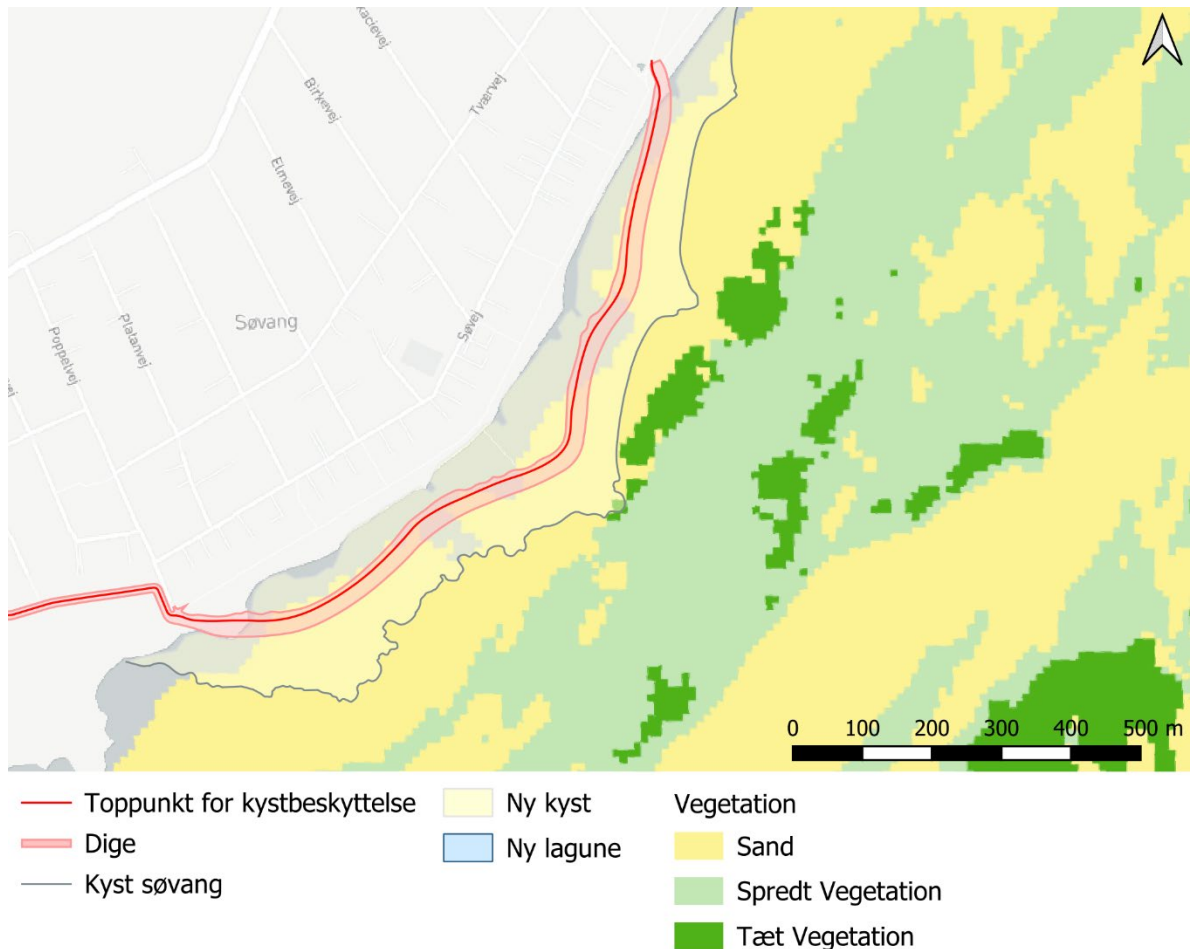 Birkevej
Tværvej
Elmevej
Søvang
Søvej
Platanvej
Poppelvej
0 100 200 300 400 500 m
Toppunkt for kystbeskyttelse
Dige
Kyst søvang
Ny kyst
Ny lagune
Vegetation
Sand
Spredt Vegetation
Tæt Vegetation